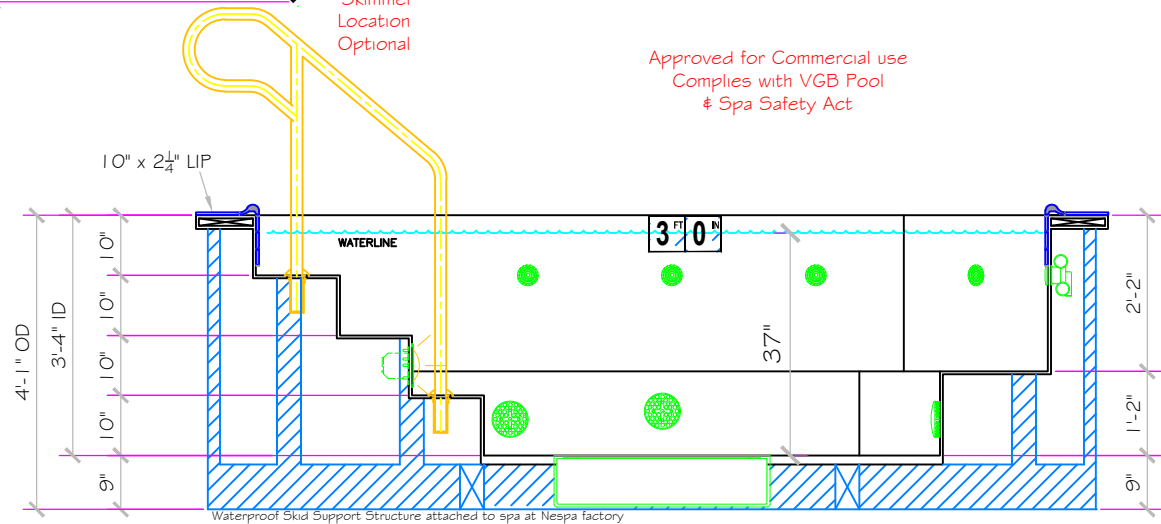 Skimmer
Location
Optional
Approved for Commercial use
Complies with VGB Pool
& Spa Safety Act
10" x 2¼" LIP
3 FT 0 IN
WATERLINE
4'-1" OD
3'-4" ID
10"
10"
10"
10"
9"
37"
2'-2"
1'-2"
9"
Waterproof Skid Support Structure attached to spa at Nespa factory